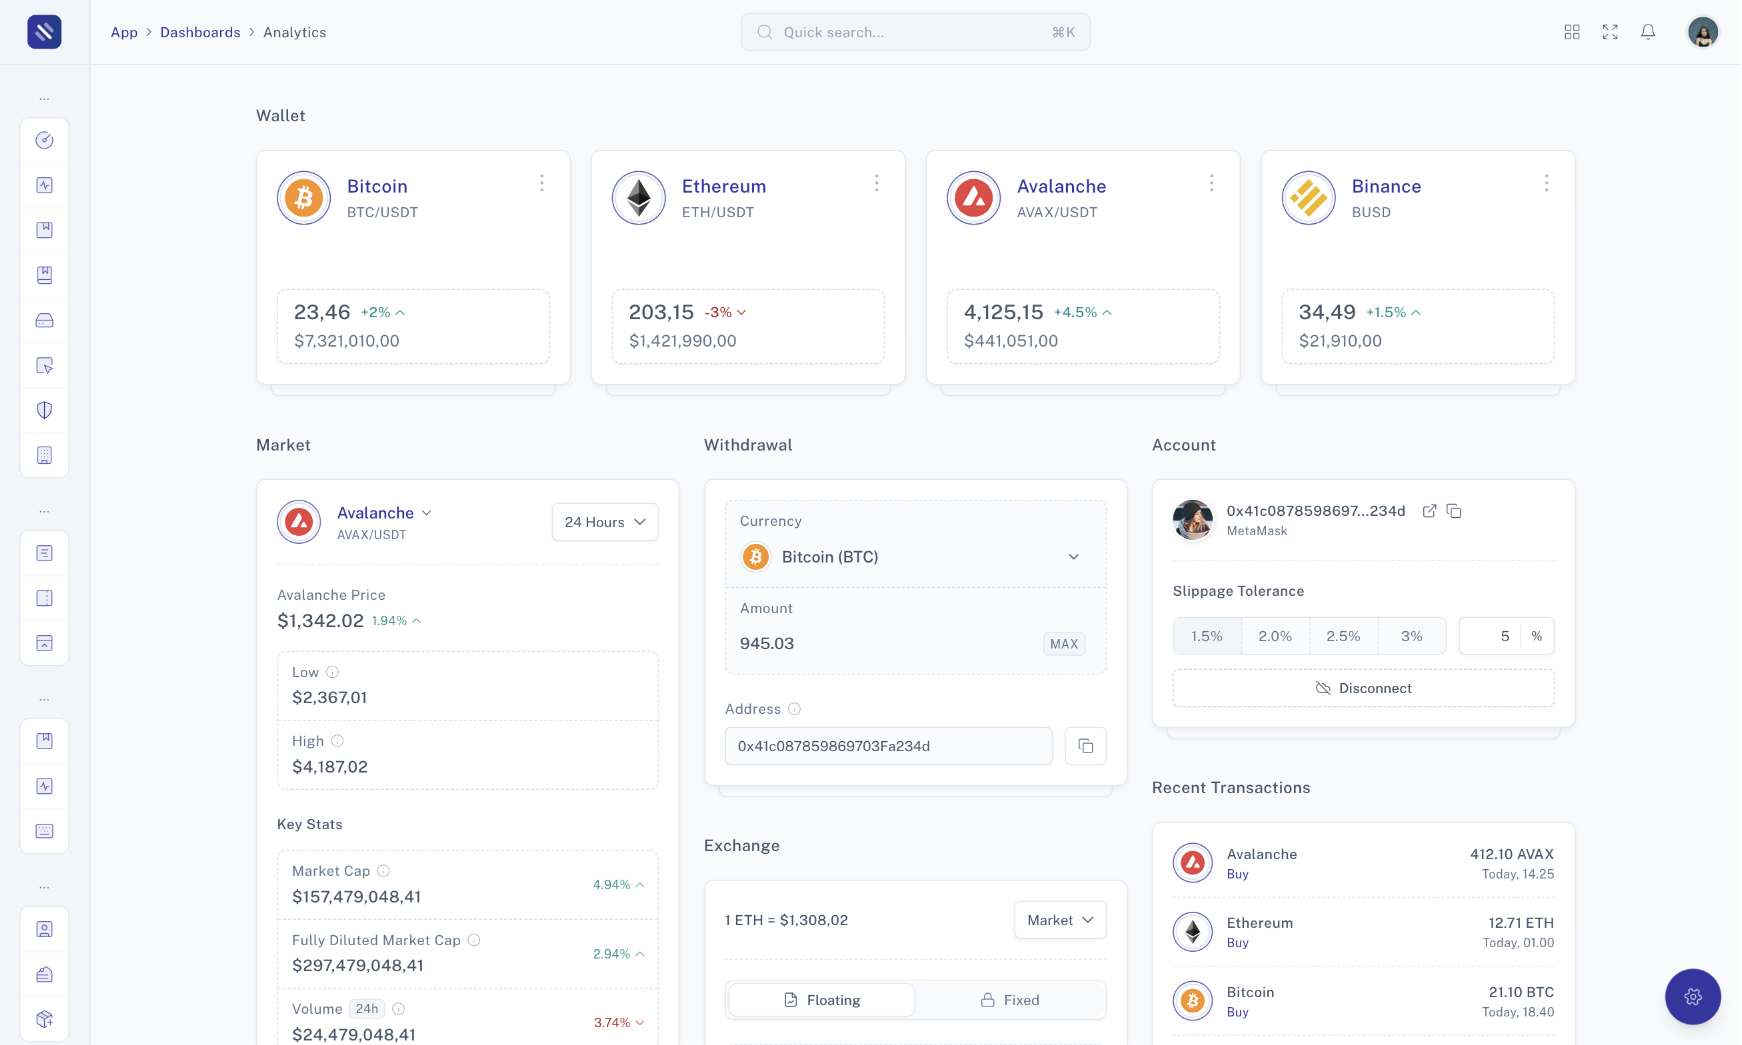 App > Dashboards > Analytics
Quick search... ⌘K
...
...
...
...
Wallet
Bitcoin
BTC/USDT
23,46 +2%
$7,321,010,00
Ethereum
ETH/USDT
203,15 -3%
$1,421,990,00
Avalanche
AVAX/USDT
4,125,15 +4.5%
$441,051,00
Binance
BUSD
34,49 +1.5%
$21,910,00
Market
Avalanche
AVAX/USDT
24 Hours
Avalanche Price
$1,342.02 1.94%
Low
$2,367,01
High
$4,187,02
Key Stats
Market Cap
$157,479,048,41
4.94%
Fully Diluted Market Cap
$297,479,048,41
2.94%
Volume 24h
$24,479,048,41
3.74%
Withdrawal
Currency
Bitcoin (BTC)
Amount
945.03 MAX
Address
0x41c087859869703Fa234d
Exchange
1 ETH = $1,308,02 Market
Floating Fixed
Account
0x41c0878598697...234d
MetaMask
Slippage Tolerance
1.5% 2.0% 2.5% 3% 5 %
Disconnect
Recent Transactions
Avalanche 412.10 AVAX
Buy Today, 14.25
Ethereum 12.71 ETH
Buy Today, 01.00
Bitcoin 21.10 BTC
Buy Today, 18.40